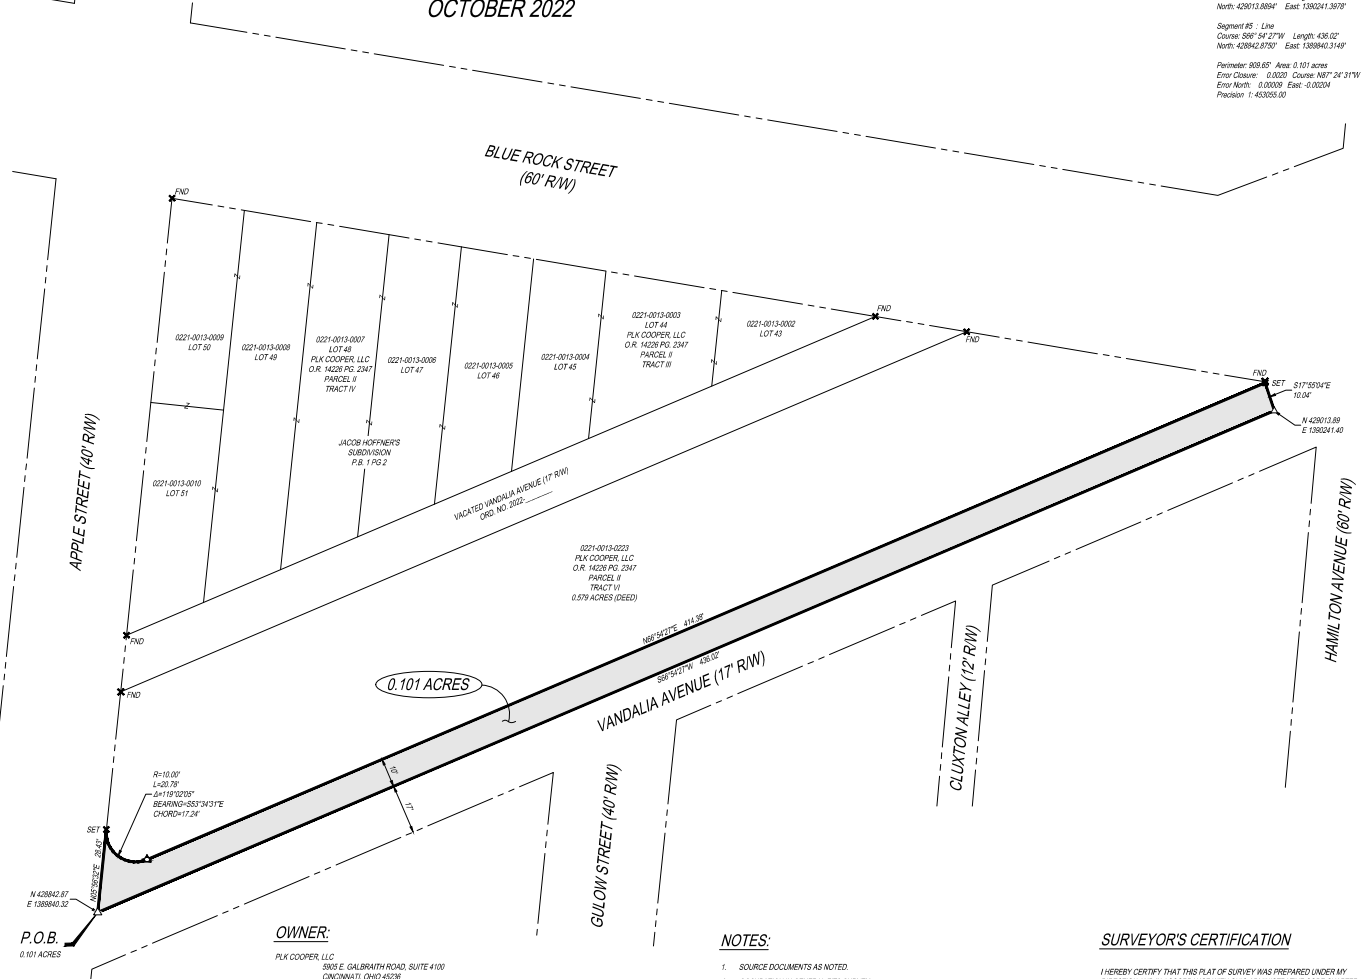 OCTOBER 2022
North: 429013.8894' East: 1390241.3978'
Segment #5 : Line
Course: S66° 54' 27"W Length: 436.02'
North: 428842.8750' East: 1389840.3149'
Perimeter: 909.65' Area: 0.101 acres
Error Closure: 0.0020 Course: N87° 24' 31"W
Error North: 0.00009 East: -0.00204
Precision 1: 453055.00
BLUE ROCK STREET
(60' R/W)
FND
FND
FND
FND
SET
S17°55'04"E
10.04'
N 429013.89
E 1390241.40
0221-0013-0009
LOT 50
0221-0013-0008
LOT 49
0221-0013-0007
LOT 48
PLK COOPER, LLC
O.R. 14226 PG. 2347
PARCEL II
TRACT IV
0221-0013-0006
LOT 47
0221-0013-0005
LOT 46
0221-0013-0004
LOT 45
0221-0013-0003
LOT 44
PLK COOPER, LLC
O.R. 14226 PG. 2347
PARCEL II
TRACT III
0221-0013-0002
LOT 43
JACOB HOFFNER'S
SUBDIVISION
P.B. 1 PG 2
0221-0013-0010
LOT 51
APPLE STREET (40' R/W)
VACATED VANDALIA AVENUE (17' R/W)
ORD. NO. 2022-________
0221-0013-0223
PLK COOPER, LLC
O.R. 14226 PG. 2347
PARCEL II
TRACT VI
0.579 ACRES (DEED)
HAMILTON AVENUE (60' R/W)
FND
FND
N66°54'27"E 414.38'
S66°54'27"W 436.02'
0.101 ACRES
VANDALIA AVENUE (17' R/W)
CLUXTON ALLEY (12' R/W)
GULOW STREET (40' R/W)
10'
17'
R=10.00'
L=20.78'
Δ=119°02'05"
BEARING=S53°34'31"E
CHORD=17.24'
SET
N05°56'32"E 28.43'
N 428842.87
E 1389840.32
P.O.B.
0.101 ACRES
OWNER:
PLK COOPER, LLC
5905 E. GALBRAITH ROAD, SUITE 4100
CINCINNATI, OHIO 45236
NOTES:
1. SOURCE DOCUMENTS AS NOTED.
SURVEYOR'S CERTIFICATION
I HEREBY CERTIFY THAT THIS PLAT OF SURVEY WAS PREPARED UNDER MY